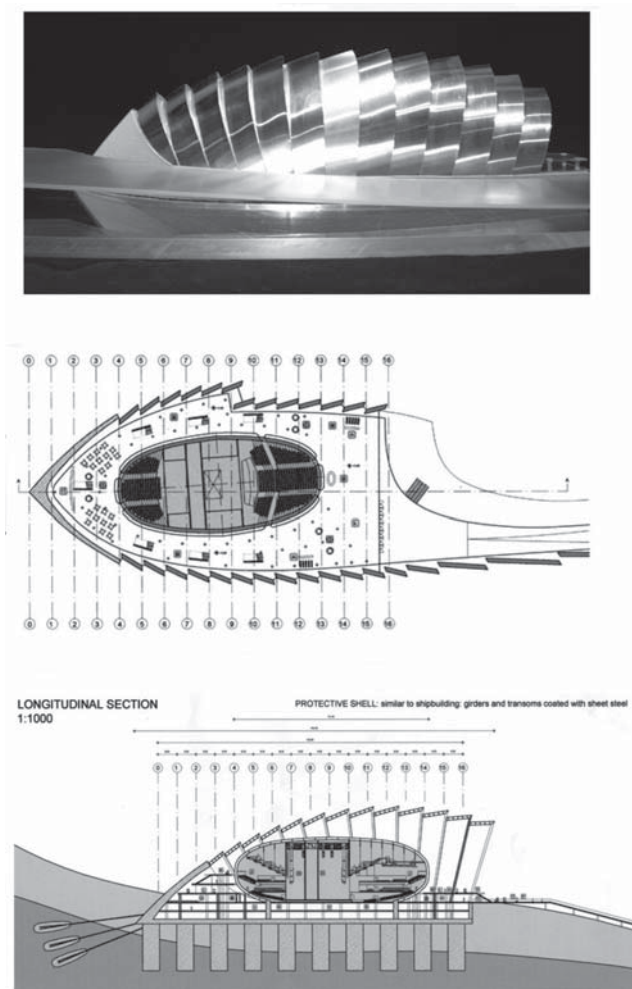 0 1 2 3 4 5 6 7 8 9 10 11 12 13 14 15 16
A A
0 1 2 3 4 5 6 7 8 9 10 11 12 13 14 15 16
LONGITUDINAL SECTION
PROTECTIVE SHELL: similar to shipbuilding: girders and transoms coated with sheet steel
1:1000
0 1 2 3 4 5 6 7 8 9 10 11 12 13 14 15 16